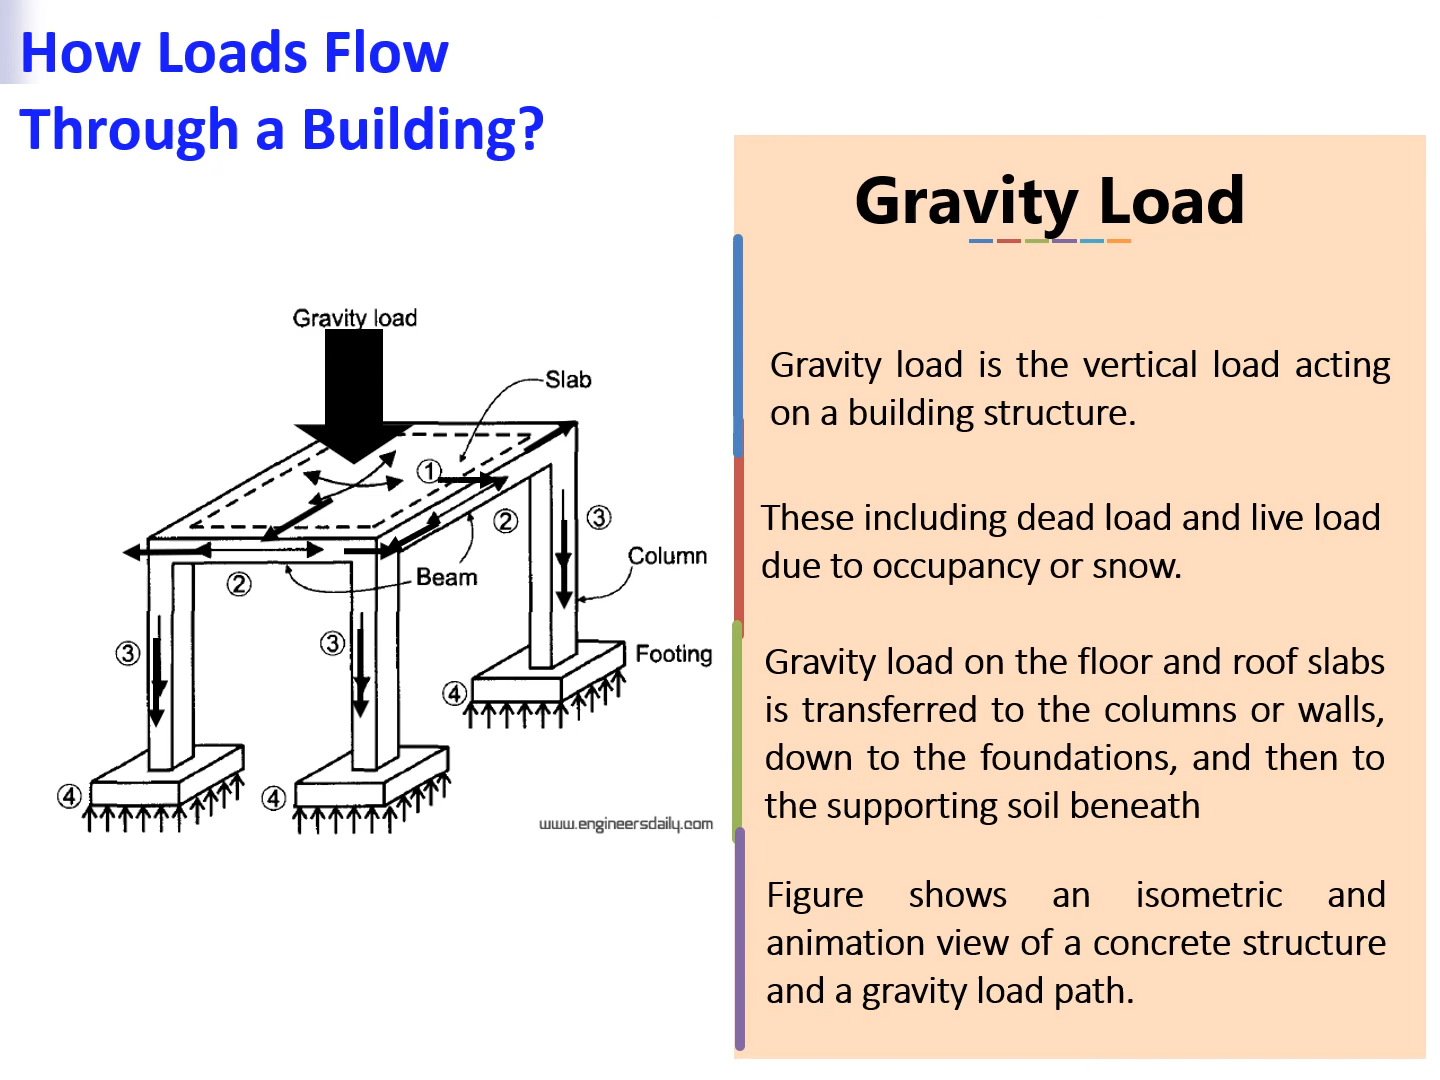 How Loads Flow
Through a Building?
Gravity Load
Gravity load
Slab
①
②
③
Column
Beam
②
③
③
Footing
④
④
④
www.engineersdaily.com
Gravity load is the vertical load acting
on a building structure.
These including dead load and live load
due to occupancy or snow.
Gravity load on the floor and roof slabs
is transferred to the columns or walls,
down to the foundations, and then to
the supporting soil beneath
Figure shows an isometric and
animation view of a concrete structure
and a gravity load path.